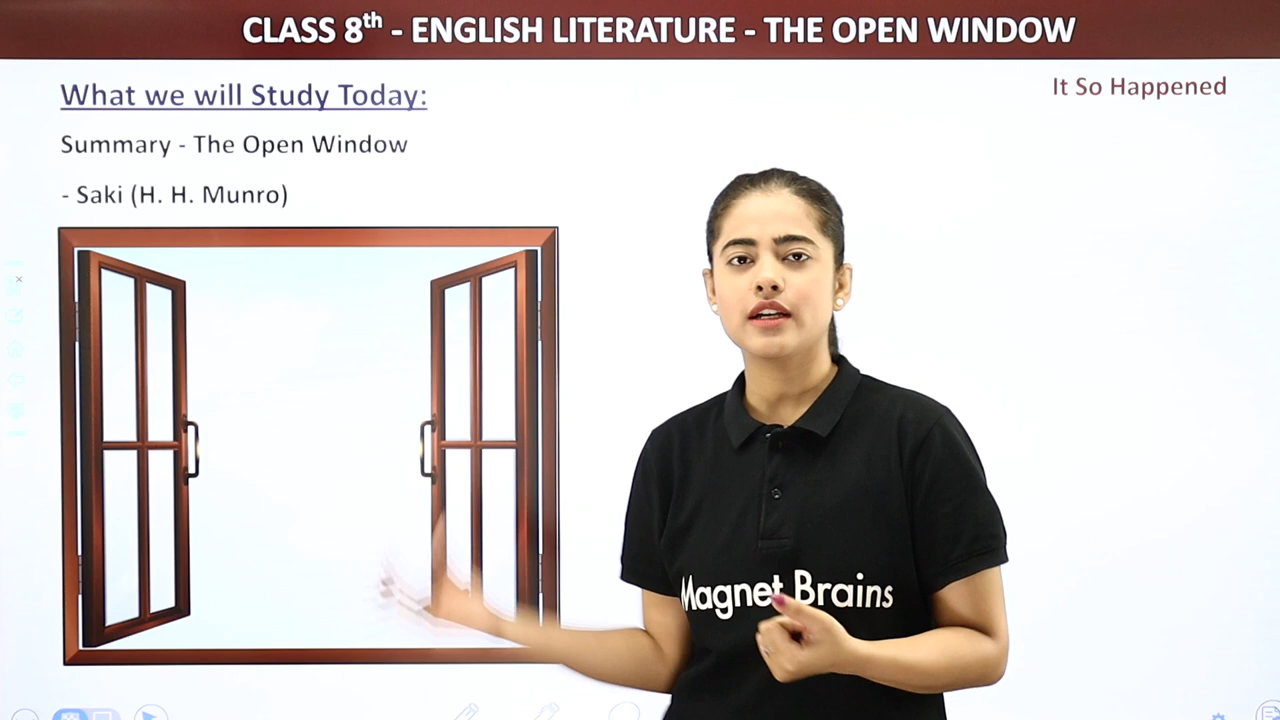 CLASS 8th - ENGLISH LITERATURE - THE OPEN WINDOW
What we will Study Today:
It So Happened
Summary - The Open Window
- Saki (H. H. Munro)
Magnet Brains